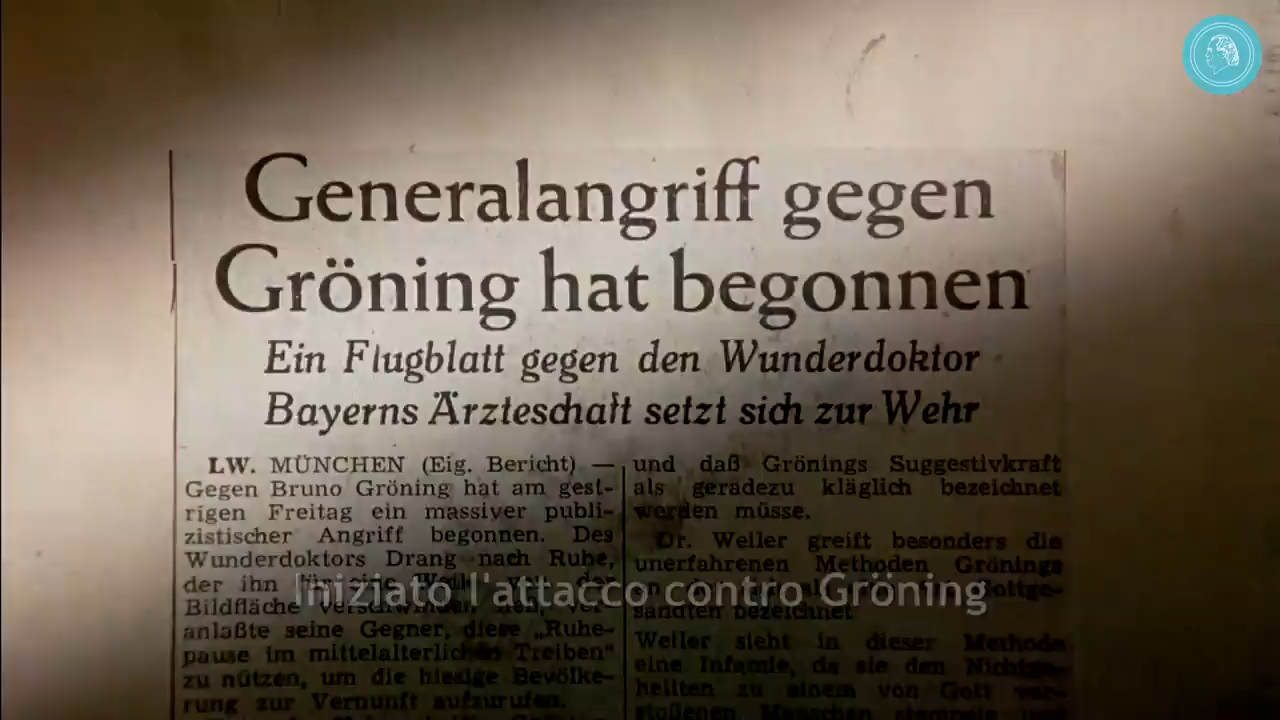 Generalangriff gegen
Gröning hat begonnen
Ein Flugblatt gegen den Wunderdoktor
Bayerns Ärzteschaft setzt sich zur Wehr
LW. MÜNCHEN (Eig. Bericht) —
Gegen Bruno Gröning hat am gest-
rigen Freitag ein massiver publi-
zistischer Angriff begonnen. Des
Wunderdoktors Drang nach Ruhe,
der ihn
Bildfläche
anlaßte seine Gegner, diese „Ruhe-
pause im mittelalterlichen Treiben“
zu nützen, um die hiesige Bevölke-
rung zur Vernunft aufzurufen.
und daß Grönings Suggestivkraft
als geradezu kläglich bezeichnet
werden müsse.
Dr. Weiler greift besonders die
unerfahrenen Methoden Grönings
sandten bezeichnet
Weiler sieht in dieser Methode
eine Infamie, da sie den Nichtge-
heilten zu einem von Gott ver-
stoßenen Menschen
Iniziato l'attacco contro Gröning